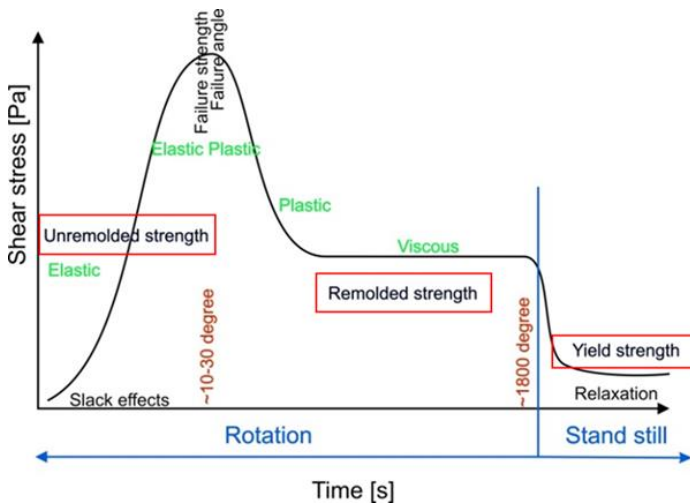 Shear stress [Pa]
Failure strength
Failure angle
Elastic Plastic
Plastic
Unremolded strength
Elastic
Viscous
Remolded strength
~10-30 degree
~1800 degree
Yield strength
Slack effects
Relaxation
Rotation
Stand still
Time [s]